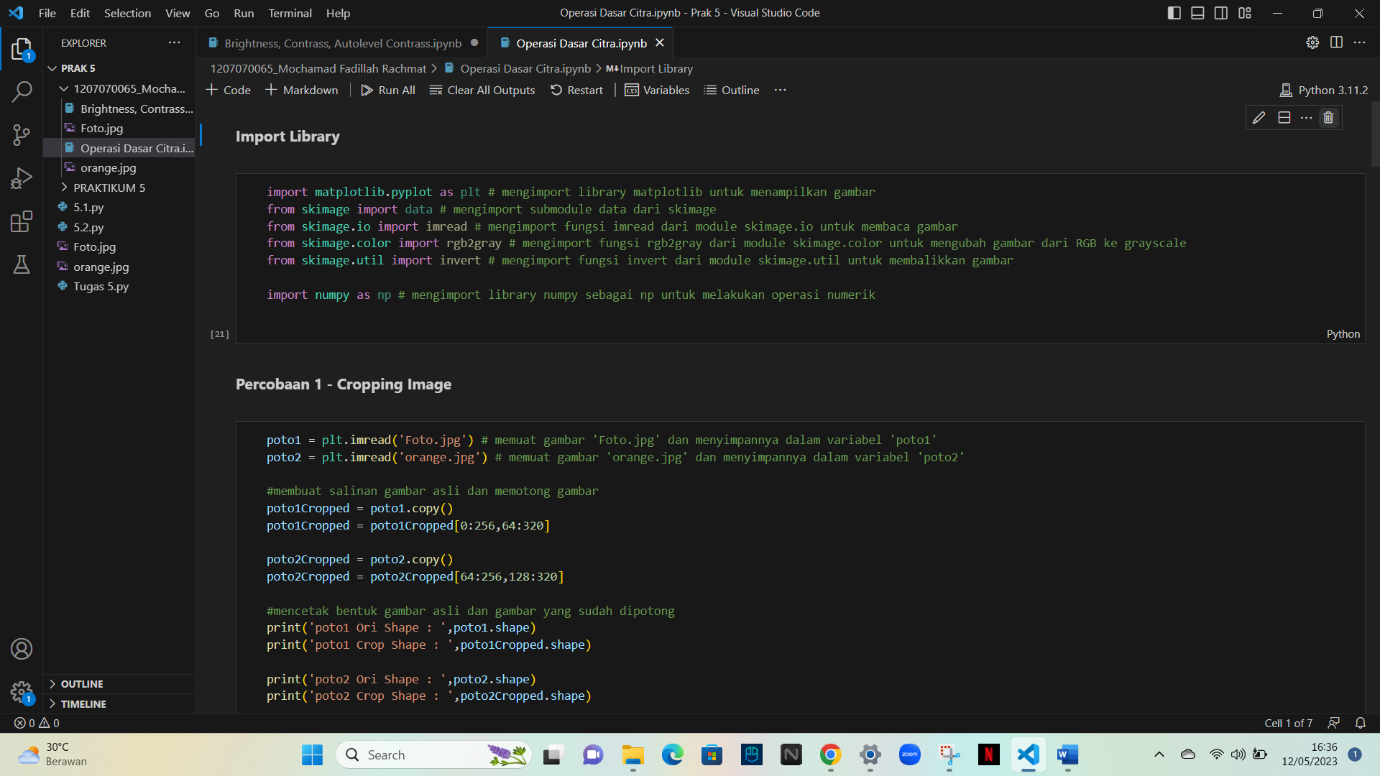 File Edit Selection View Go Run Terminal Help
Operasi Dasar Citra.ipynb - Prak 5 - Visual Studio Code
EXPLORER
PRAK 5
1207070065_Mocha...
Brightness, Contrass...
Foto.jpg
Operasi Dasar Citra.i...
orange.jpg
PRAKTIKUM 5
5.1.py
5.2.py
Foto.jpg
orange.jpg
Tugas 5.py
OUTLINE
TIMELINE
1
1
Brightness, Contrass, Autolevel Contrass.ipynb
Operasi Dasar Citra.ipynb
1207070065_Mochamad Fadillah Rachmat > Operasi Dasar Citra.ipynb > M↓Import Library
+ Code + Markdown Run All Clear All Outputs Restart Variables Outline ...
Python 3.11.2
Import Library
import matplotlib.pyplot as plt # mengimport library matplotlib untuk menampilkan gambar
from skimage import data # mengimport submodule data dari skimage
from skimage.io import imread # mengimport fungsi imread dari module skimage.io untuk membaca gambar
from skimage.color import rgb2gray # mengimport fungsi rgb2gray dari module skimage.color untuk mengubah gambar dari RGB ke grayscale
from skimage.util import invert # mengimport fungsi invert dari module skimage.util untuk membalikkan gambar
import numpy as np # mengimport library numpy sebagai np untuk melakukan operasi numerik
[21]
Python
Percobaan 1 - Cropping Image
poto1 = plt.imread('Foto.jpg') # memuat gambar 'Foto.jpg' dan menyimpannya dalam variabel 'poto1'
poto2 = plt.imread('orange.jpg') # memuat gambar 'orange.jpg' dan menyimpannya dalam variabel 'poto2'
#membuat salinan gambar asli dan memotong gambar
poto1Cropped = poto1.copy()
poto1Cropped = poto1Cropped[0:256,64:320]
poto2Cropped = poto2.copy()
poto2Cropped = poto2Cropped[64:256,128:320]
#mencetak bentuk gambar asli dan gambar yang sudah dipotong
print('poto1 Ori Shape : ',poto1.shape)
print('poto1 Crop Shape : ',poto1Cropped.shape)
print('poto2 Ori Shape : ',poto2.shape)
print('poto2 Crop Shape : ',poto2Cropped.shape)
0 0
Cell 1 of 7
30°C
Berawan
Search
zoom
N
W
16:36
12/05/2023
1